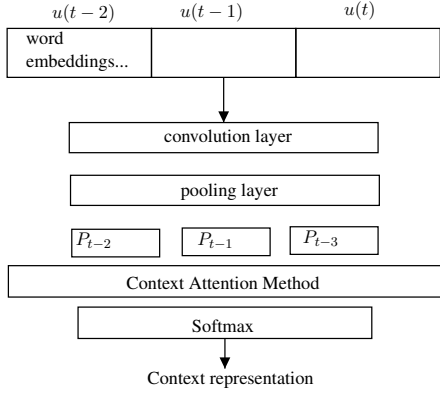 u(t − 2) u(t − 1) u(t)
word
embeddings...
convolution layer
pooling layer
P_{t−2} P_{t−1} P_{t−3}
Context Attention Method
Softmax
Context representation